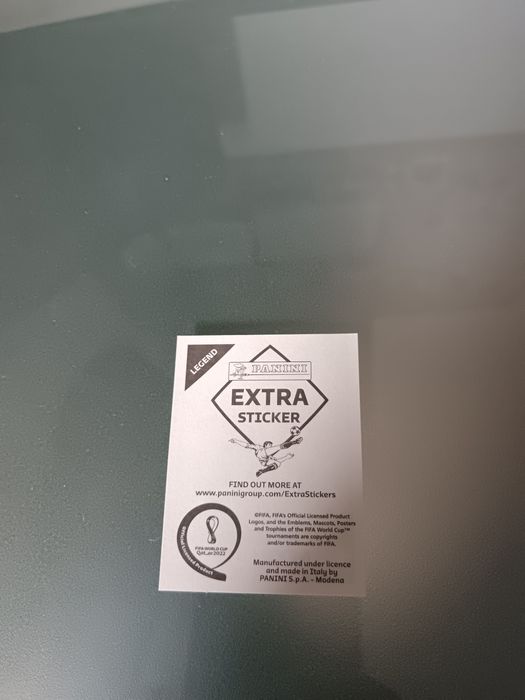 LEGEND
PANINI
EXTRA
STICKER
FIND OUT MORE AT
www.paninigroup.com/ExtraStickers
©FIFA, FIFA's Official Licensed Product
Logos, and the Emblems, Mascots, Posters
and Trophies of the FIFA World Cup™
tournaments are copyrights
and/or trademarks of FIFA.
FIFA WORLD CUP
Qatar2022
Official Licensed Product
Manufactured under licence
and made in Italy by
PANINI S.p.A. - Modena